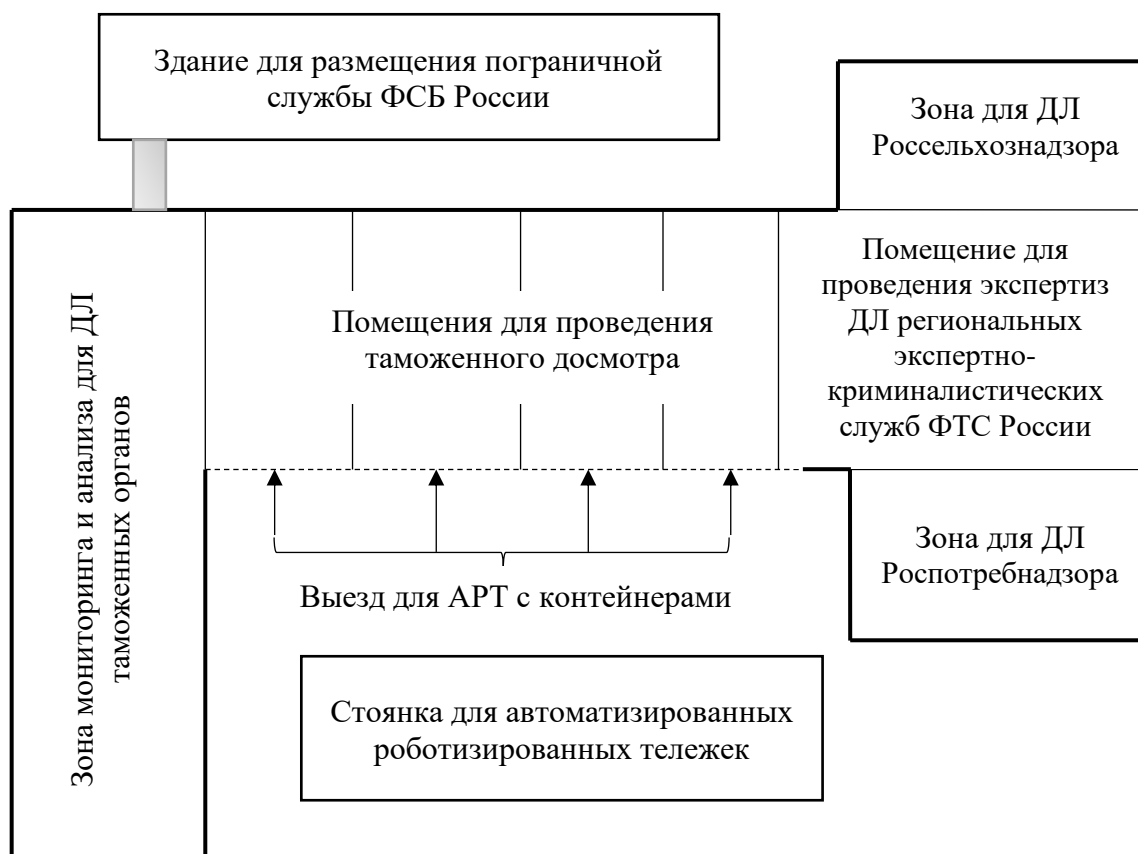 Здание для размещения пограничной
службы ФСБ России
Зона для ДЛ
Россельхознадзора
Зона мониторинга и анализа для ДЛ
таможенных органов
Помещения для проведения
таможенного досмотра
Помещение для
проведения экспертиз
ДЛ региональных
экспертно-
криминалистических
служб ФТС России
Зона для ДЛ
Роспотребнадзора
Выезд для АРТ с контейнерами
Стоянка для автоматизированных
роботизированных тележек